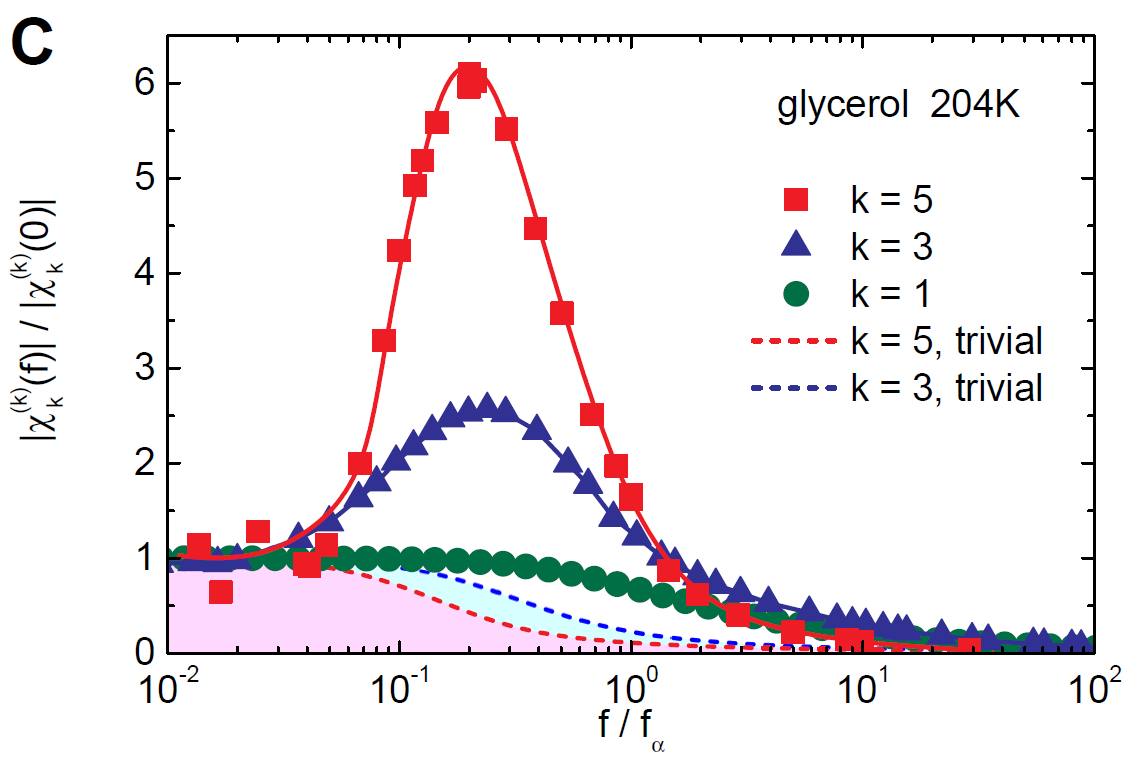 C
glycerol 204K
k = 5
k = 3
k = 1
k = 5, trivial
k = 3, trivial
|χₖ⁽ᵏ⁾(f)| / |χₖ⁽ᵏ⁾(0)|
6
5
4
3
2
1
0
10⁻² 10⁻¹ 10⁰ 10¹ 10²
f / fα